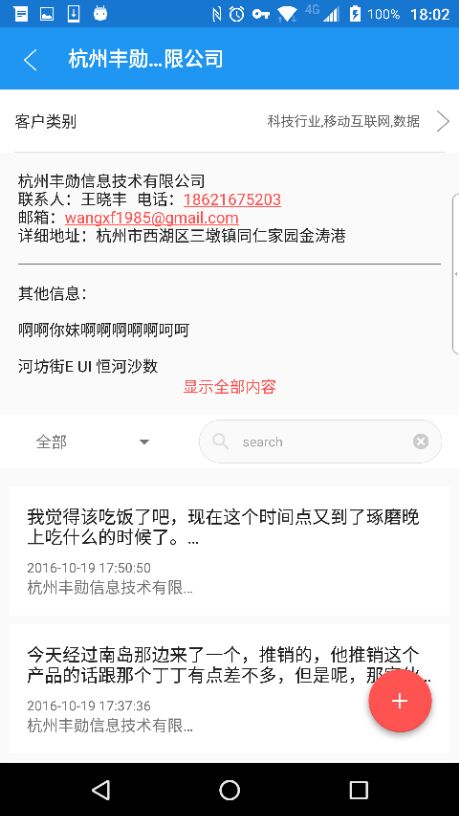 4G 100% 18:02
杭州丰勋...限公司
客户类别 科技行业,移动互联网,数据
杭州丰勋信息技术有限公司
联系人：王晓丰 电话：18621675203
邮箱：wangxf1985@gmail.com
详细地址：杭州市西湖区三墩镇同仁家园金涛港
其他信息：
啊啊你妹啊啊啊啊啊呵呵
河坊街E UI 恒河沙数
显示全部内容
全部 search
我觉得该吃饭了吧，现在这个时间点又到了琢磨晚
上吃什么的时候了。...
2016-10-19 17:50:50
杭州丰勋信息技术有限...
今天经过南岛那边来了一个，推销的，他推销这个
产品的话跟那个丁丁有点差不多，但是呢，那
2016-10-19 17:37:36
杭州丰勋信息技术有限...